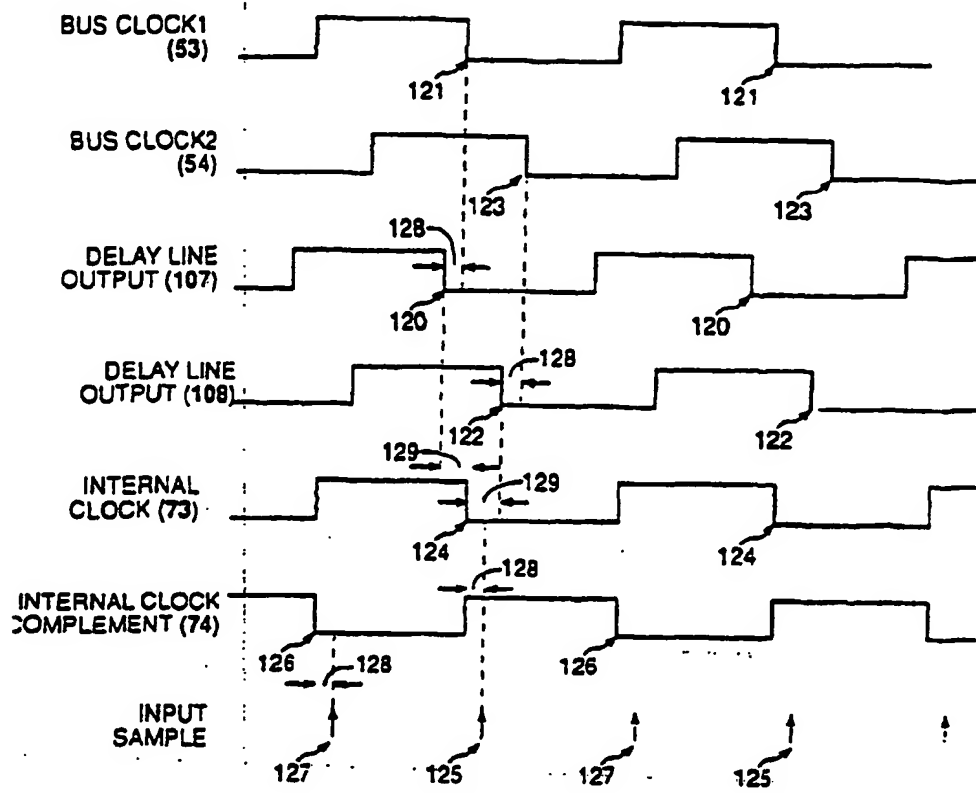 BUS CLOCK1
(53)
121
121
BUS CLOCK2
(54)
123
123
128
DELAY LINE
OUTPUT (107)
120
120
128
DELAY LINE
OUTPUT (108)
122
122
129
129
INTERNAL
CLOCK (73)
124
124
128
INTERNAL CLOCK
COMPLEMENT (74)
126
126
128
INPUT
SAMPLE
127
125
127
125